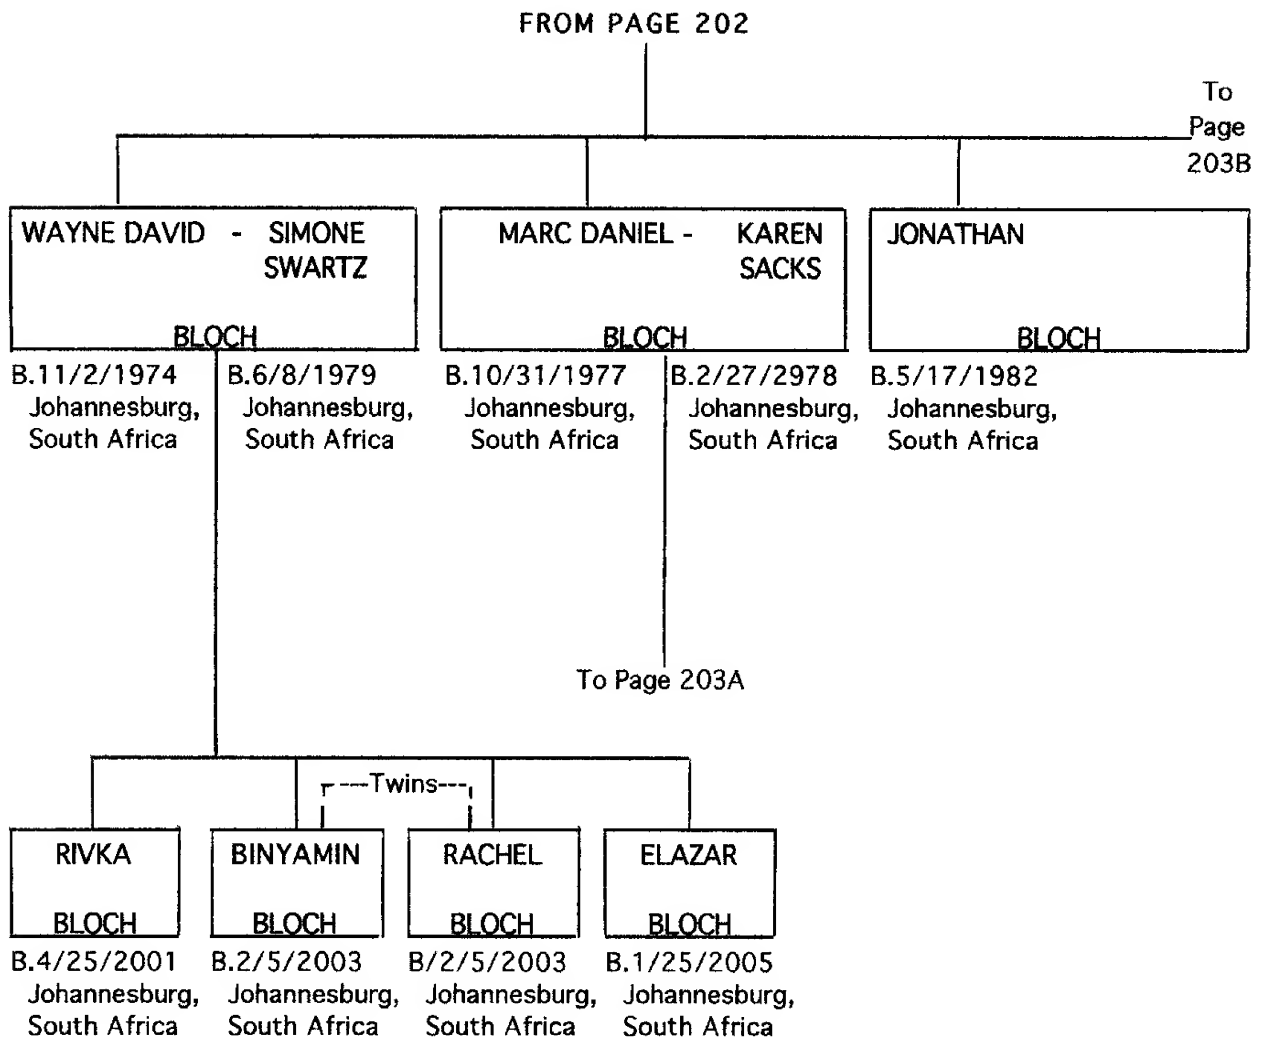 FROM PAGE 202
To
Page
203B
WAYNE DAVID - SIMONE
SWARTZ
BLOCH
MARC DANIEL - KAREN
SACKS
BLOCH
JONATHAN
BLOCH
B.11/2/1974
Johannesburg,
South Africa
B.6/8/1979
Johannesburg,
South Africa
B.10/31/1977
Johannesburg,
South Africa
B.2/27/2978
Johannesburg,
South Africa
B.5/17/1982
Johannesburg,
South Africa
To Page 203A
Twins
RIVKA
BLOCH
BINYAMIN
BLOCH
RACHEL
BLOCH
ELAZAR
BLOCH
B.4/25/2001
Johannesburg,
South Africa
B.2/5/2003
Johannesburg,
South Africa
B/2/5/2003
Johannesburg,
South Africa
B.1/25/2005
Johannesburg,
South Africa